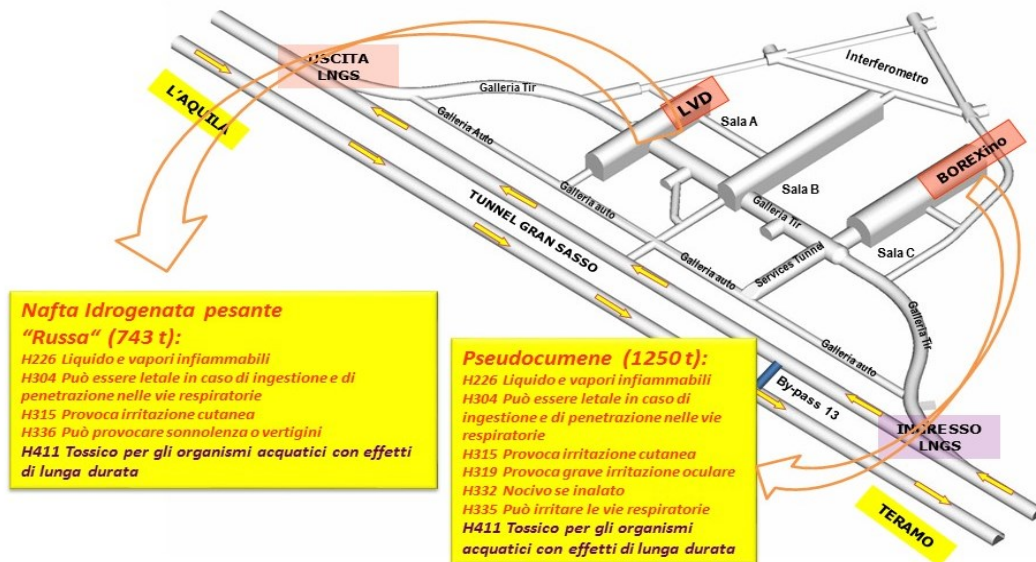 USCITA
LNGS
L'AQUILA
Galleria Tir
Galleria Auto
LVD
Sala A
Interferometro
BOREXino
Sala B
Galleria Tir
Galleria auto
TUNNEL GRAN SASSO
Sala C
Services Tunnel
Galleria auto
Galleria Tir
Galleria auto
By-pass 13
INGRESSO
LNGS
TERAMO
Nafta Idrogenata pesante
"Russa" (743 t):
H226 Liquido e vapori infiammabili
H304 Può essere letale in caso di ingestione e di
penetrazione nelle vie respiratorie
H315 Provoca irritazione cutanea
H336 Può provocare sonnolenza o vertigini
H411 Tossico per gli organismi acquatici con effetti
di lunga durata
Pseudocumene (1250 t):
H226 Liquido e vapori infiammabili
H304 Può essere letale in caso di
ingestione e di penetrazione nelle vie
respiratorie
H315 Provoca irritazione cutanea
H319 Provoca grave irritazione oculare
H332 Nocivo se inalato
H335 Può irritare le vie respiratorie
H411 Tossico per gli organismi
acquatici con effetti di lunga durata